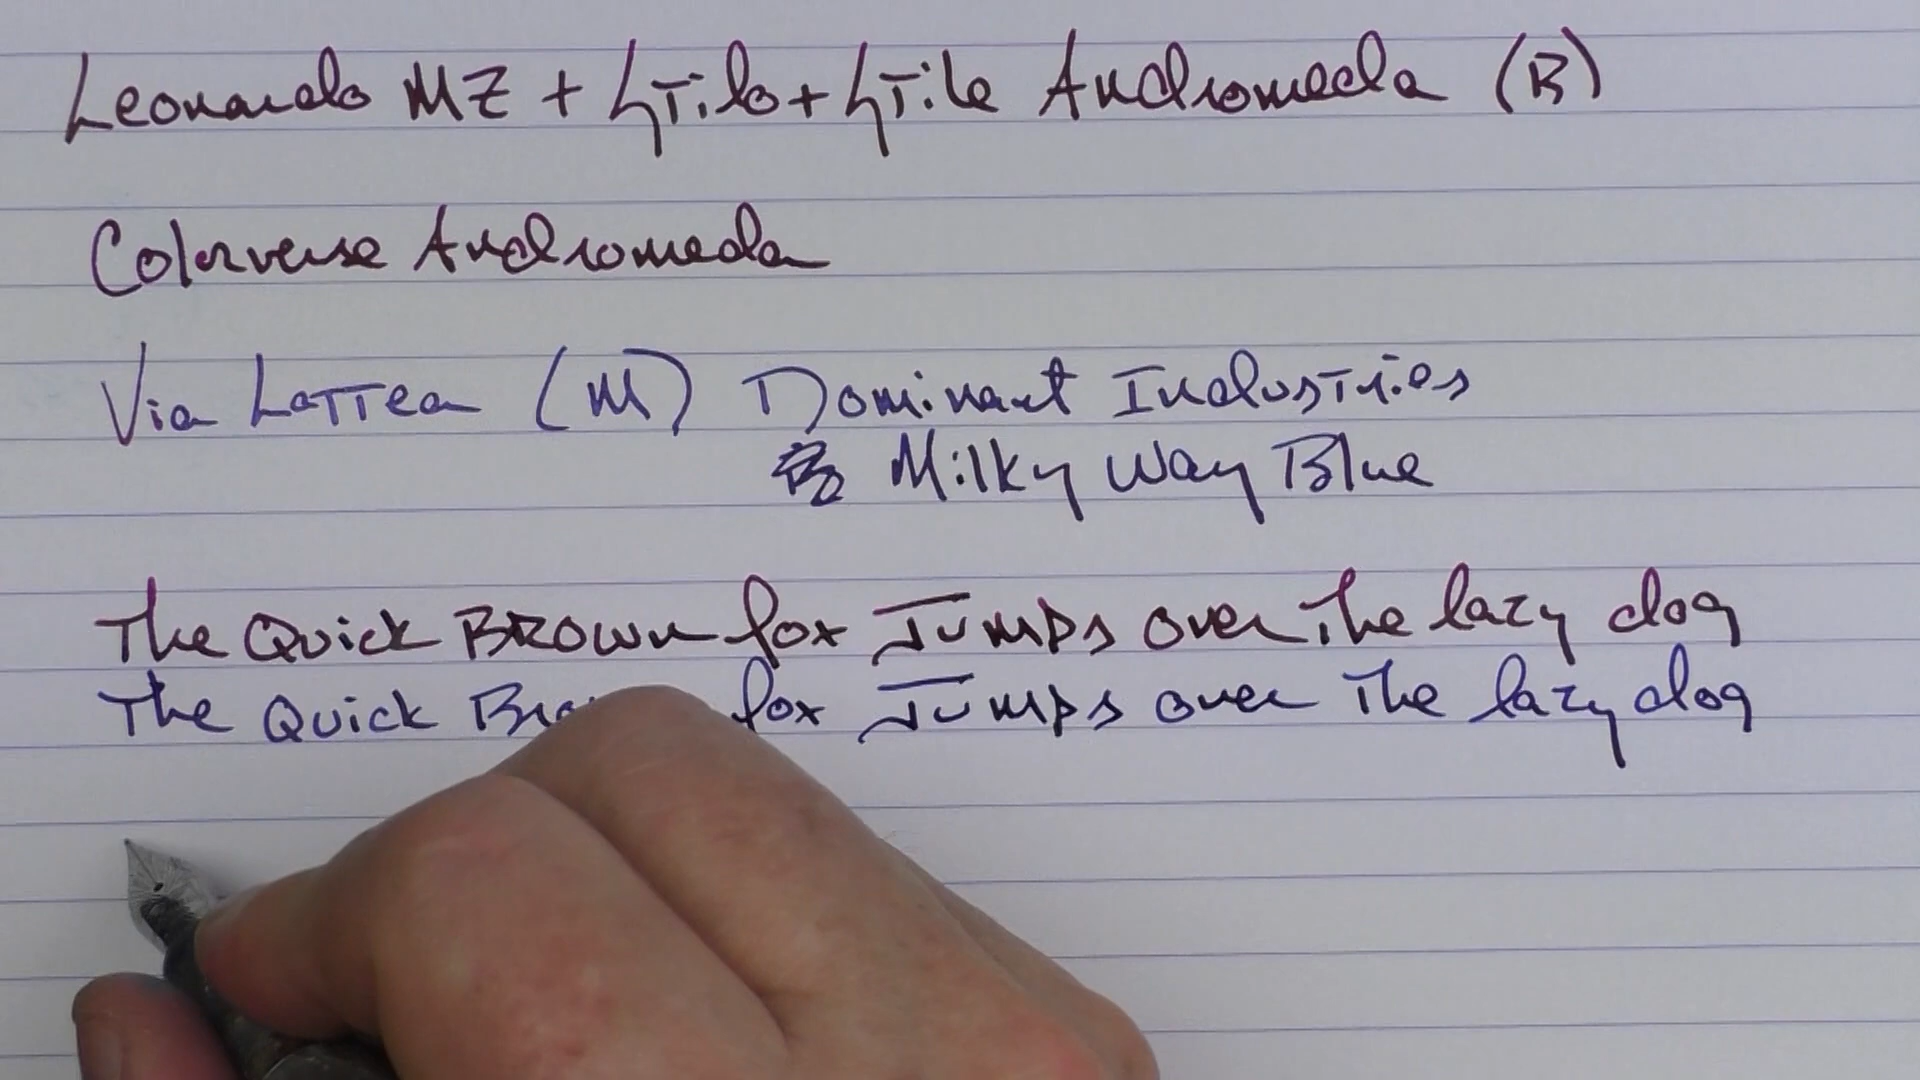 Leonardo MZ + Stilo + Stile Andromeda (B)
Colorverse Andromeda
Via Lattea (M) Dominant Industries
Milky Way Blue
The Quick BROWN fox Jumps over the lazy dog
The Quick fox Jumps over The lazy dog